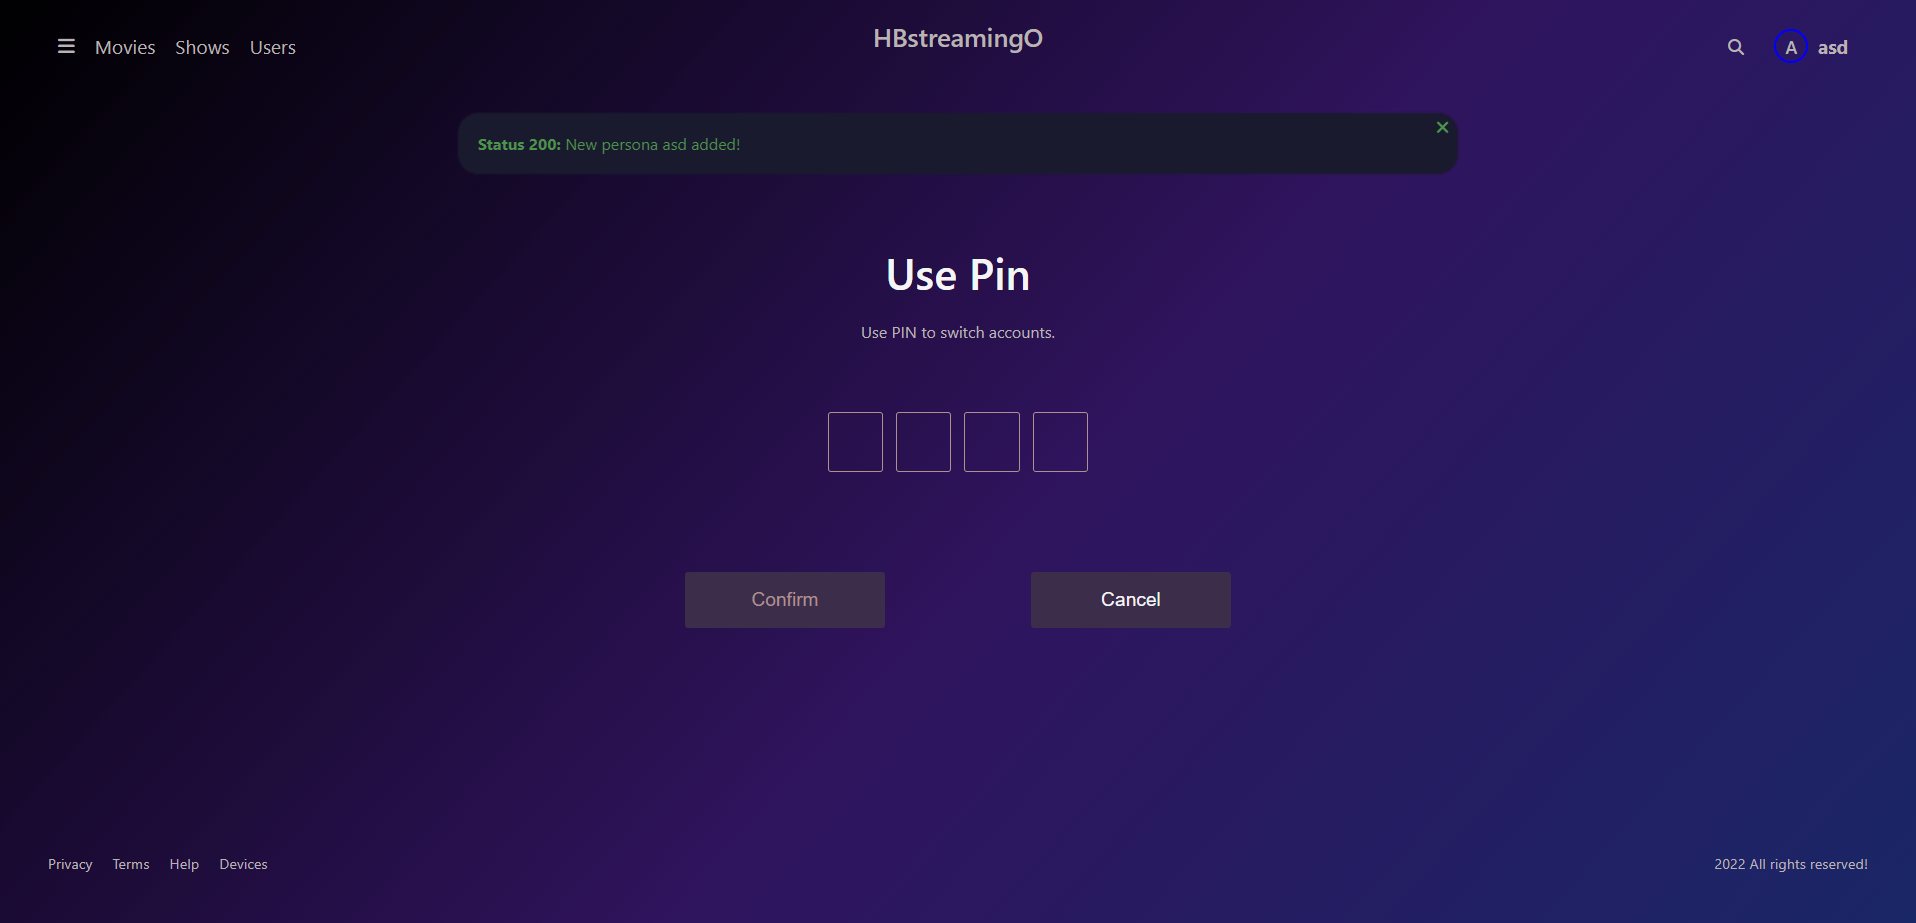 Movies Shows Users
HBstreamingO
A asd
Status 200: New persona asd added!
Use Pin
Use PIN to switch accounts.
Confirm
Cancel
Privacy Terms Help Devices
2022 All rights reserved!